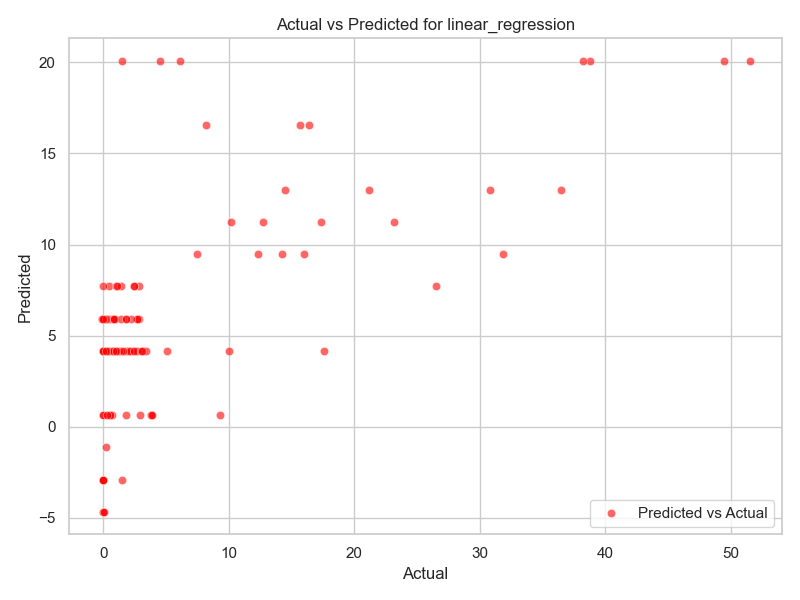 Actual vs Predicted for linear_regression
20
15
10
5
0
−5
Predicted
0 10 20 30 40 50
Actual
Predicted vs Actual